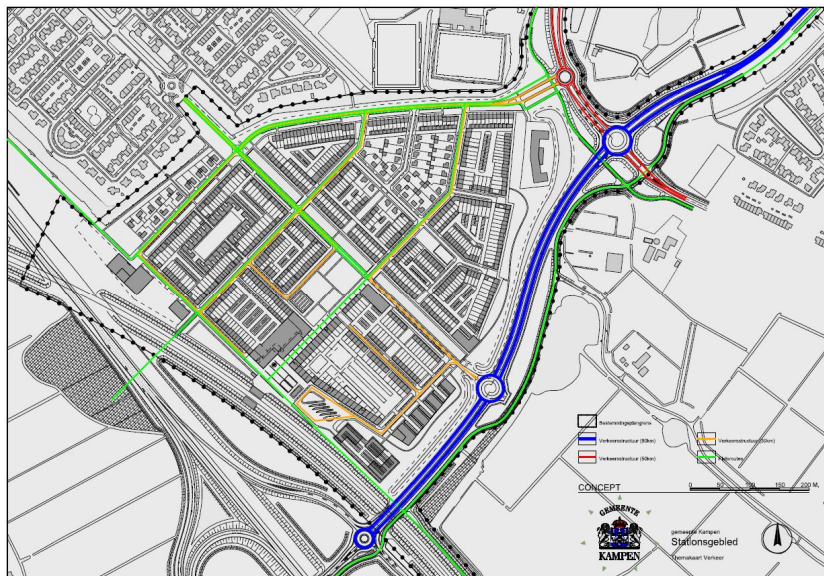 Bestemmingsplangrens
Verkeersstructuur (80km)
Verkeersstructuur (30km)
Verkeersstructuur (50km)
Fietsroutes
CONCEPT
0 50 100 150 200 M.
GEMEENTE
KAMPEN
gemeente Kampen
Stationsgebied
Themakaart Verkeer